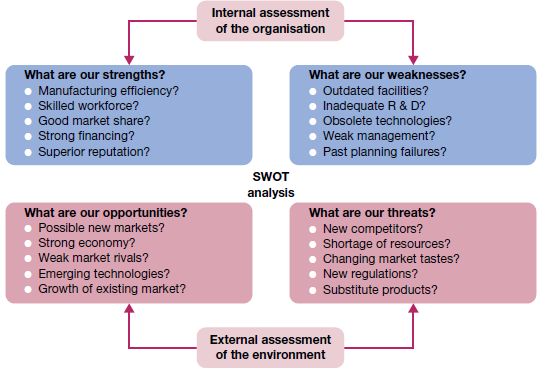 Internal assessment
of the organisation
What are our strengths?
● Manufacturing efficiency?
● Skilled workforce?
● Good market share?
● Strong financing?
● Superior reputation?
What are our weaknesses?
● Outdated facilities?
● Inadequate R & D?
● Obsolete technologies?
● Weak management?
● Past planning failures?
SWOT
analysis
What are our opportunities?
● Possible new markets?
● Strong economy?
● Weak market rivals?
● Emerging technologies?
● Growth of existing market?
What are our threats?
● New competitors?
● Shortage of resources?
● Changing market tastes?
● New regulations?
● Substitute products?
External assessment
of the environment